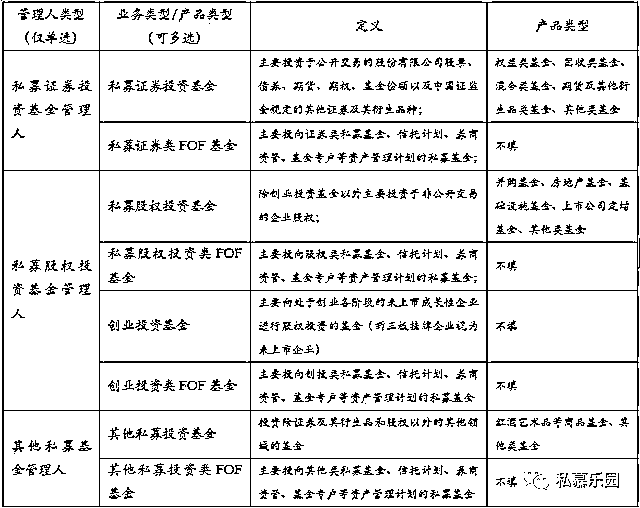 管理人类型 业务类型/产品类型 定义 产品类型
(仅单选) (可多选)
私募证券投
资基金管理
人
私募证券投资基金
主要投资于公开交易的股份有限公司股票、
债券、期货、期权、基金份额以及中国证监
会规定的其他证券及其衍生品种；
权益类基金、固收类基金、
混合类基金、期货及其他衍
生品类基金、其他类基金
私募证券类FOF 基金
主要投向证券类私募基金、信托计划、券商
资管、基金专户等资产管理计划的私募基金；
不填
私募股权投
资基金管理
人
私募股权投资基金
除创业投资基金以外主要投资于非公开交易
的企业股权；
并购基金、房地产基金、基
础设施基金、上市公司定增
基金、其他类基金
私募股权投资类FOF
基金
主要投向股权类私募基金、信托计划、券商
资管、基金专户等资产管理计划的私募基金；
不填
创业投资基金
主要向处于创业各阶段的未上市成长性企业
进行股权投资的基金（新三板挂牌企业视为
未上市企业）
不填
创业投资类FOF 基金
主要投向创投类私募基金、信托计划、券商
资管、基金专户等资产管理计划的私募基金
不填
其他私募基
金管理人
其他私募投资基金
投资除证券及其衍生品和股权以外的其他领
域的基金
红酒艺术品等商品基金、其
他类基金
其他私募投资类FOF
基金
主要投向其他类私募基金、信托计划、券商
资管、基金专户等资产管理计划的私募基金
不填
私慕乐园